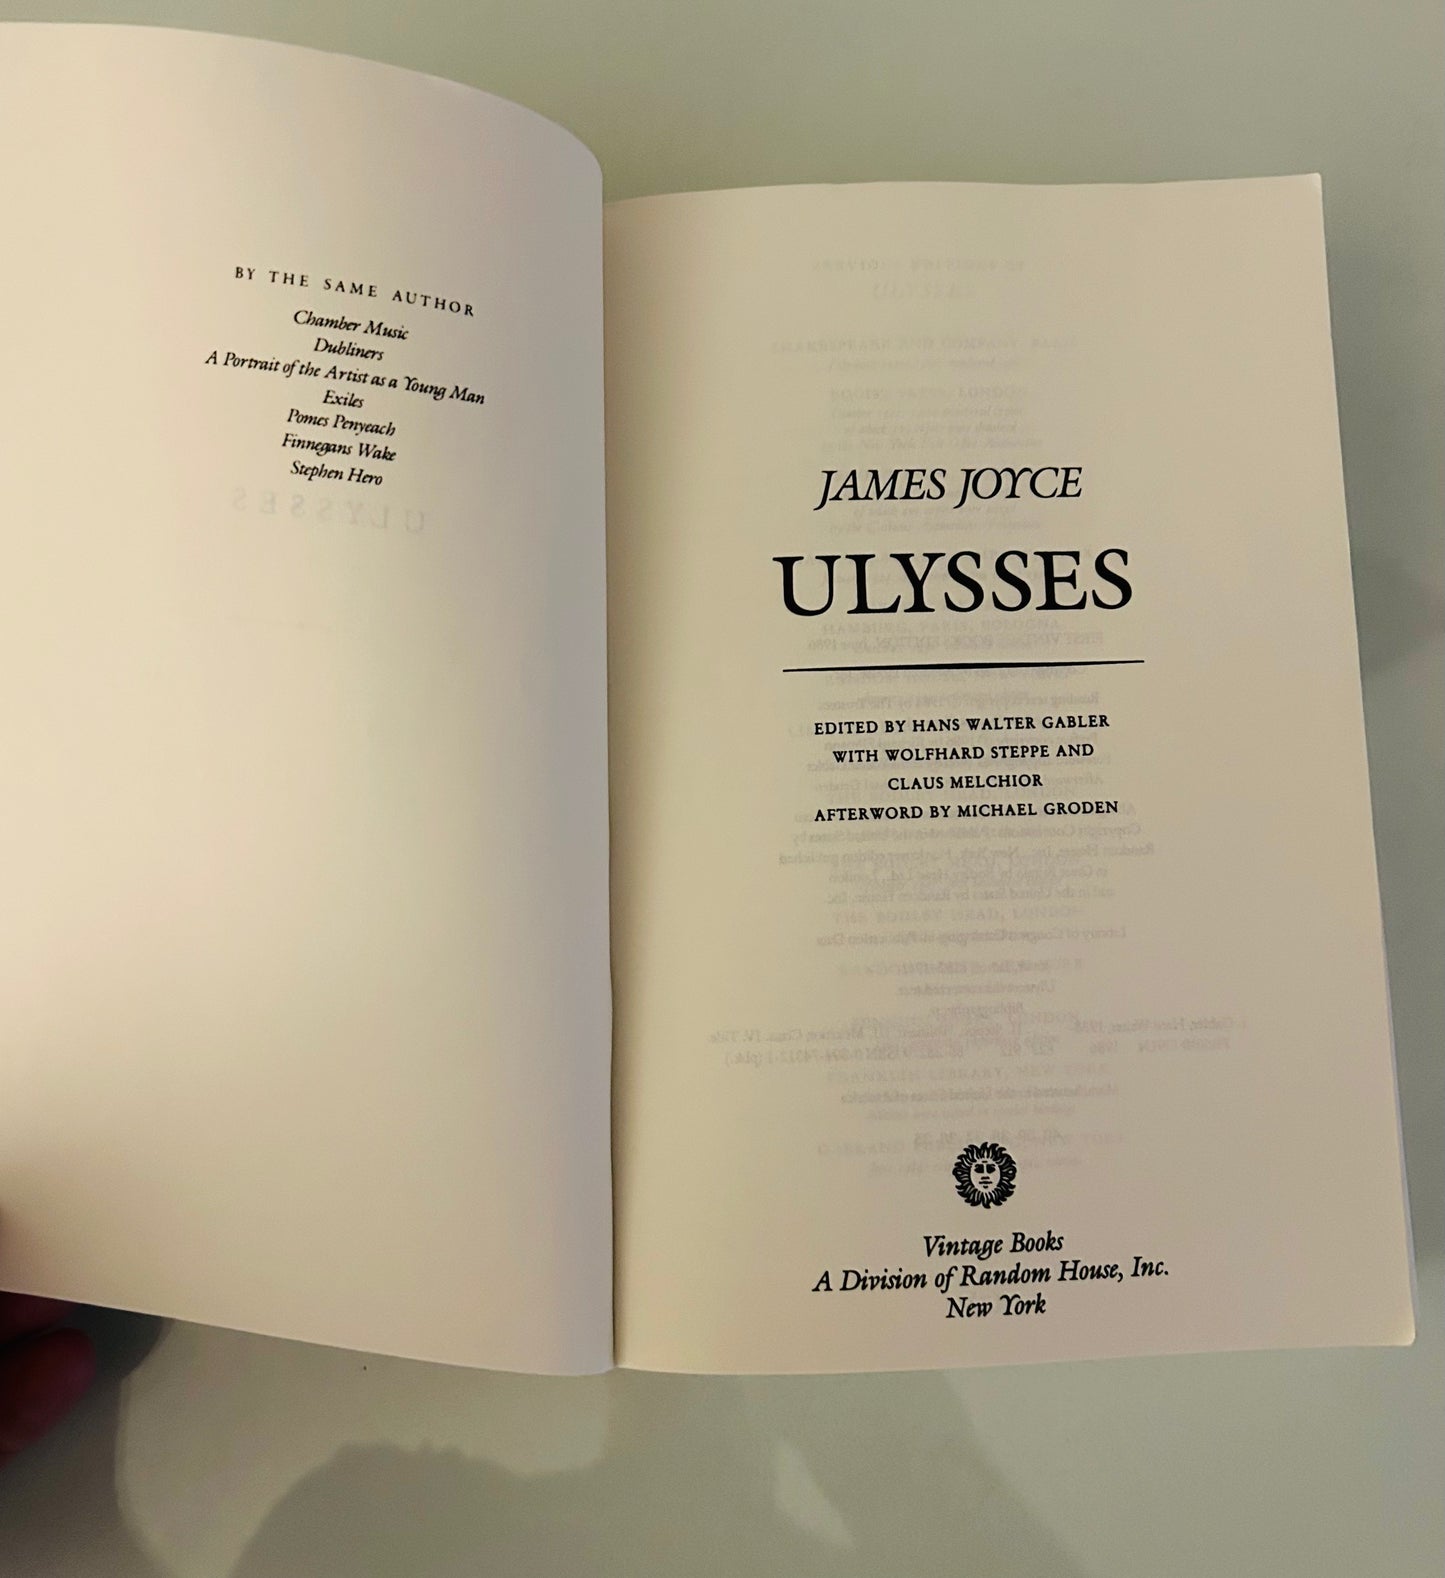 BY THE SAME AUTHOR
Chamber Music
Dubliners
A Portrait of the Artist as a Young Man
Exiles
Pomes Penyeach
Finnegans Wake
Stephen Hero
ULYSSES
JAMES JOYCE
ULYSSES
EDITED BY HANS WALTER GABLER
WITH WOLFHARD STEPPE AND
CLAUS MELCHIOR
AFTERWORD BY MICHAEL GRODEN
Vintage Books
A Division of Random House, Inc.
New York